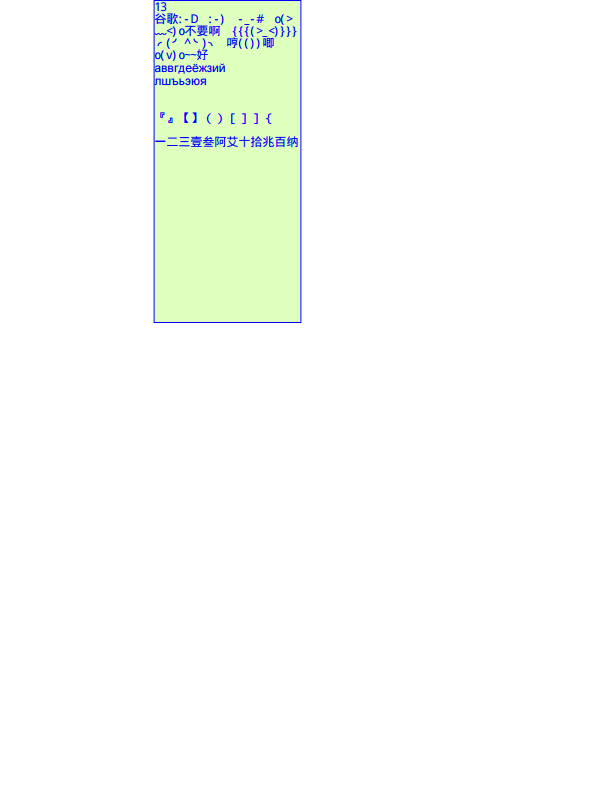 13
谷歌:-D :-) -_-# o(>
﹏<)o不要啊 {{{(>_<)}}}
╭(╯^╰)╮ 哼(())唧
o(v)o~~好
аввгдеёжзий
лшъьэюя
『』【】()[]]{
一二三壹叁阿艾十拾兆百纳